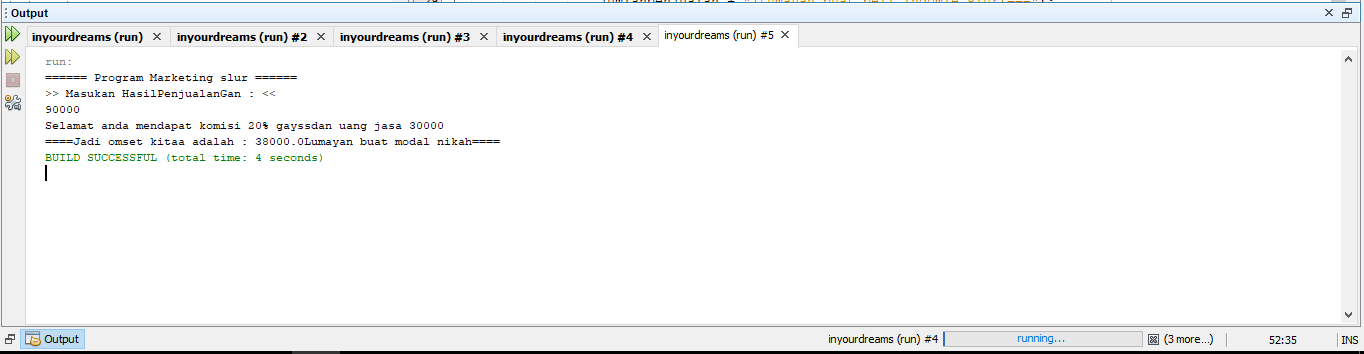 Output
inyourdreams (run) inyourdreams (run) #2 inyourdreams (run) #3 inyourdreams (run) #4 inyourdreams (run) #5
run:
====== Program Marketing slur ======
>> Masukan HasilPenjualanGan : <<
90000
Selamat anda mendapat komisi 20% gayssdan uang jasa 30000
====Jadi omset kitaa adalah : 38000.0Lumayan buat modal nikah====
BUILD SUCCESSFUL (total time: 4 seconds)
Output inyourdreams (run) #4 running... (3 more...) 52:35 INS